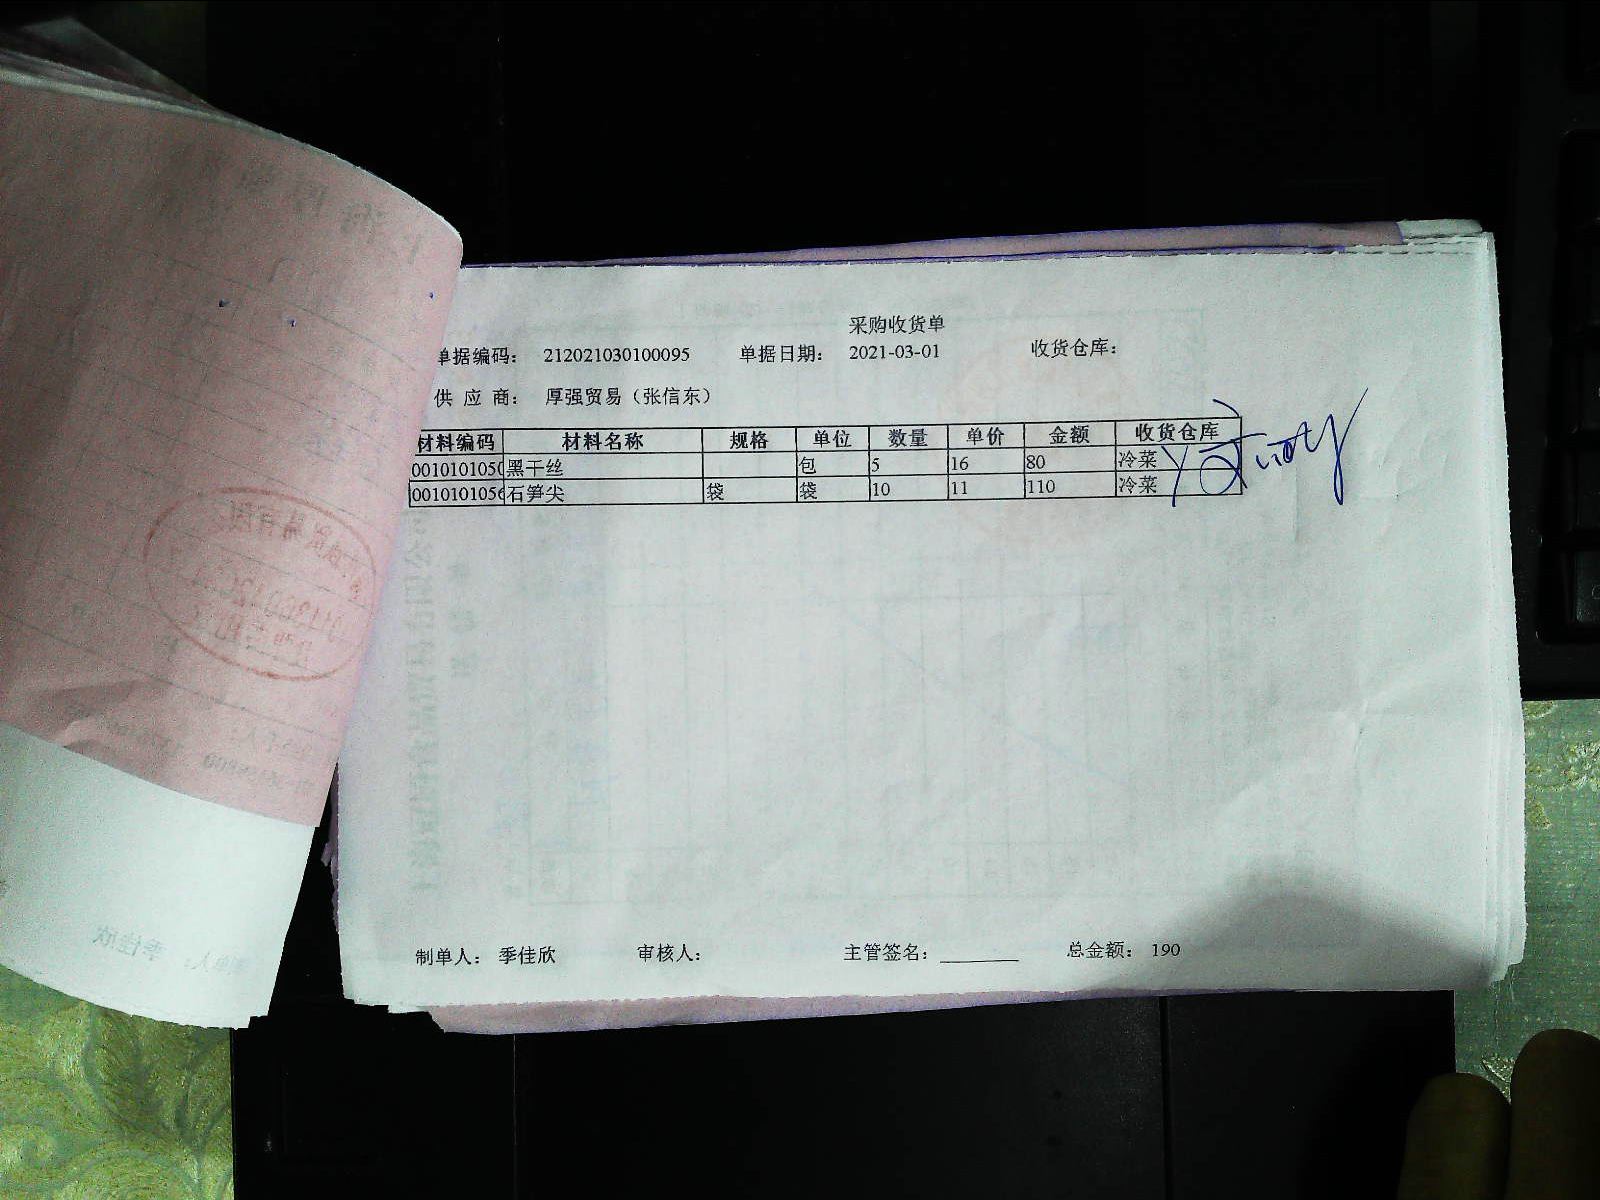 采购收货单
单据编码： 212021030100095 单据日期： 2021-03-01 收货仓库：
供 应 商： 厚强贸易（张信东）
材料编码 材料名称 规格 单位 数量 单价 金额 收货仓库
0010101050 黑干丝 包 5 16 80 冷菜
0010101056 石笋尖 袋 袋 10 11 110 冷菜
制单人： 季佳欣 审核人： 主管签名： 总金额： 190